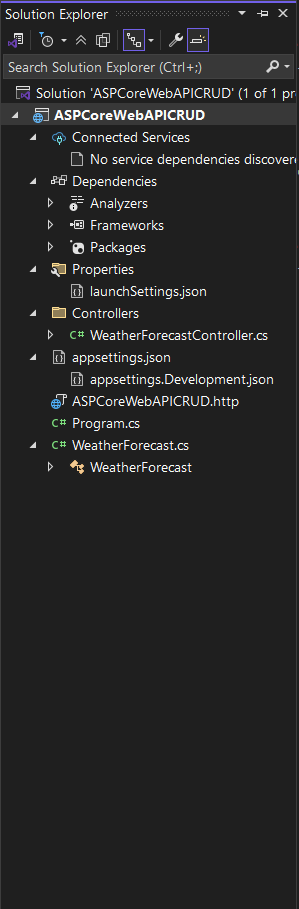 Solution Explorer
Search Solution Explorer (Ctrl+;)
Solution 'ASPCoreWebAPICRUD' (1 of 1 pr
ASPCoreWebAPICRUD
Connected Services
No service dependencies discovere
Dependencies
Analyzers
Frameworks
Packages
Properties
launchSettings.json
Controllers
C# WeatherForecastController.cs
appsettings.json
appsettings.Development.json
ASPCoreWebAPICRUD.http
C# Program.cs
C# WeatherForecast.cs
WeatherForecast